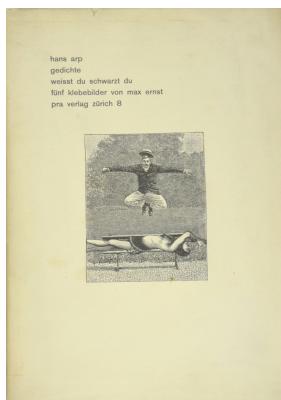 hans arp
gedichte
weisst du schwarzt du
fünf klebebilder von max ernst
pra verlag zürich 8